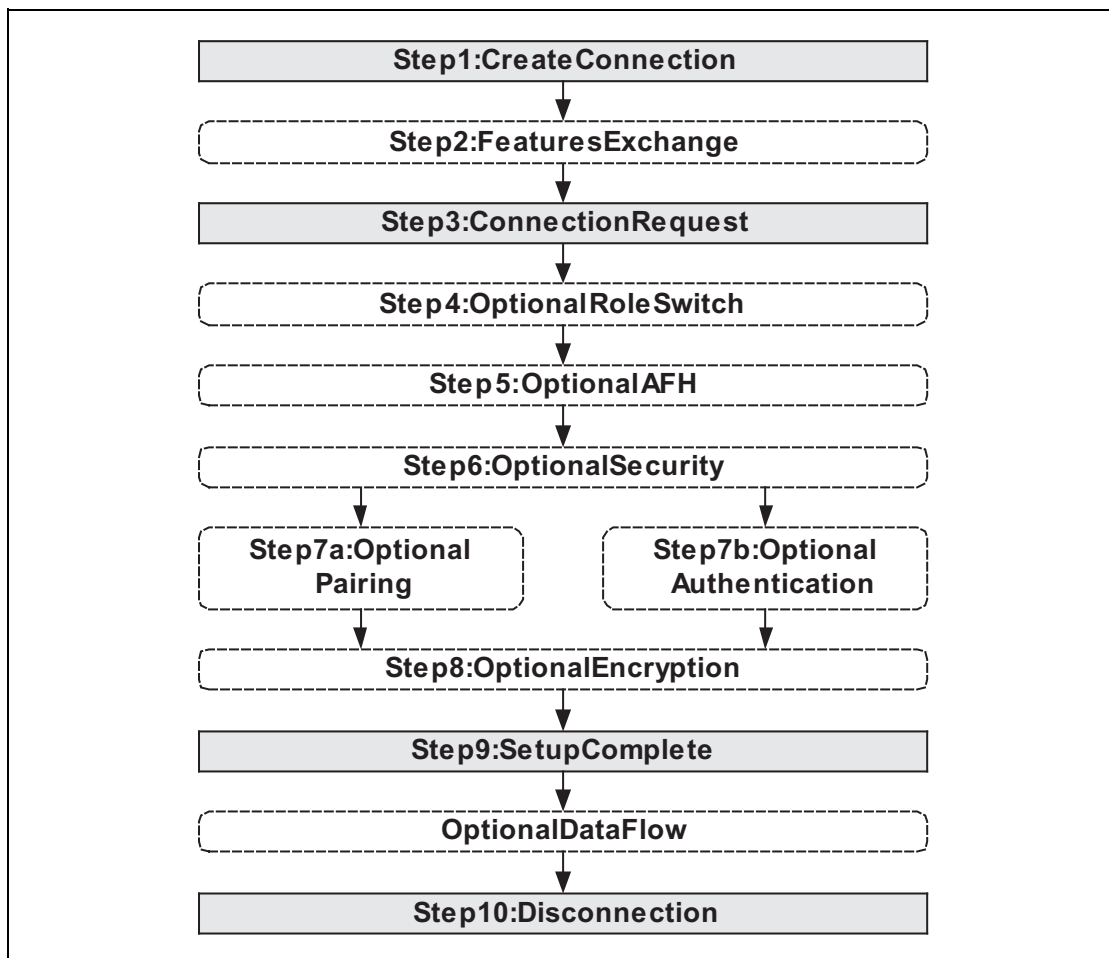 Step1:CreateConnection
Step2:FeaturesExchange
Step3:ConnectionRequest
Step4:OptionalRoleSwitch
Step5:OptionalAFH
Step6:OptionalSecurity
Step7a:Optional
Pairing
Step7b:Optional
Authentication
Step8:OptionalEncryption
Step9:SetupComplete
OptionalDataFlow
Step10:Disconnection